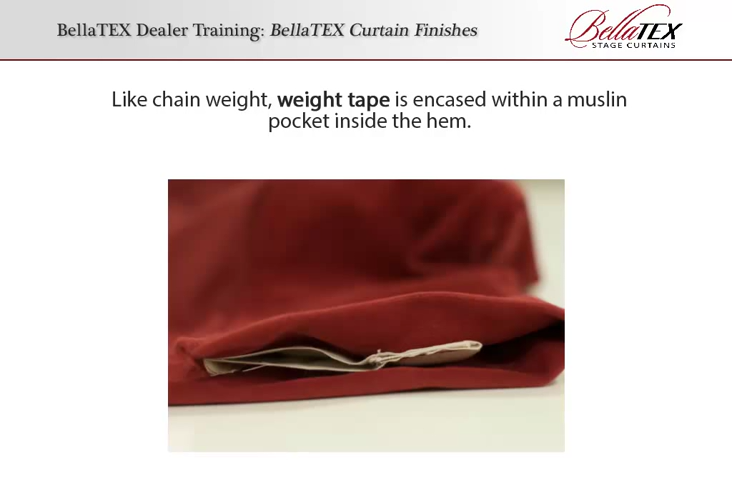 BellaTEX Dealer Training: BellaTEX Curtain Finishes
BellaTEX
STAGE CURTAINS
Like chain weight, weight tape is encased within a muslin
pocket inside the hem.